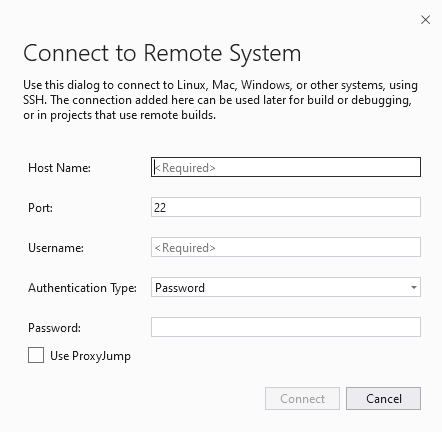 Connect to Remote System
Use this dialog to connect to Linux, Mac, Windows, or other systems, using
SSH. The connection added here can be used later for build or debugging,
or in projects that use remote builds.
Host Name: <Required>
Port: 22
Username: <Required>
Authentication Type: Password
Password:
Use ProxyJump
Connect Cancel